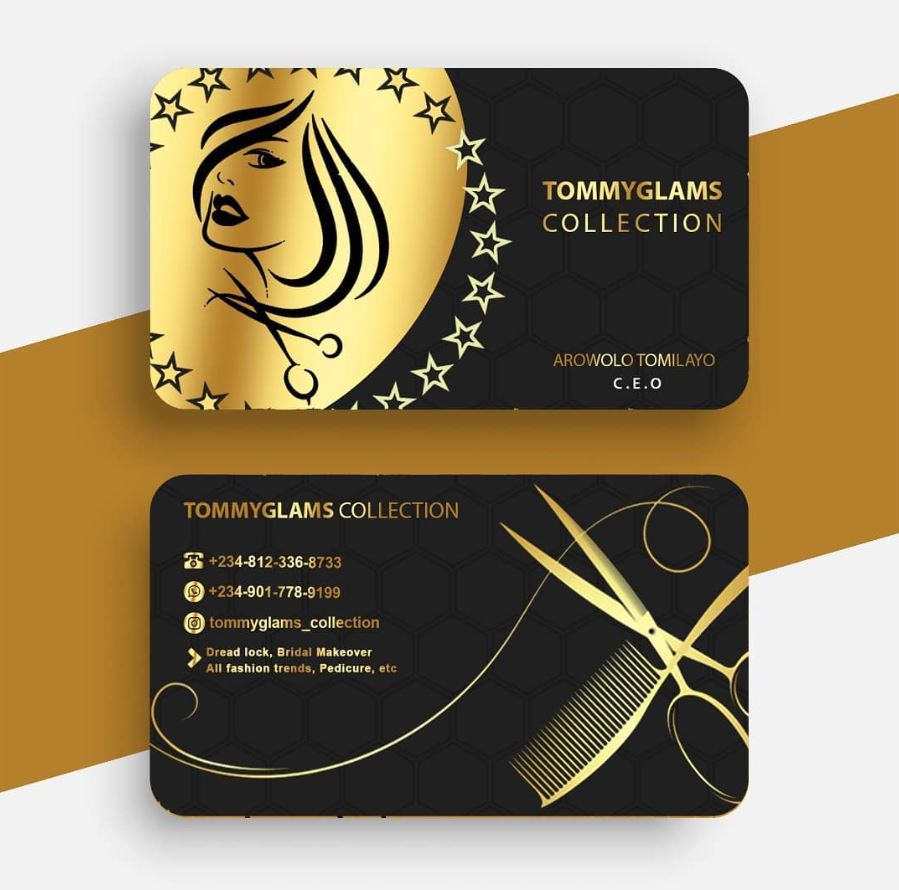 TOMMYGLAMS
COLLECTION
AROWOLO TOMILAYO
C.E.O
TOMMYGLAMS COLLECTION
+234-812-336-8733
+234-901-778-9199
tommyglams_collection
Dread lock, Bridal Makeover
All fashion trends, Pedicure, etc